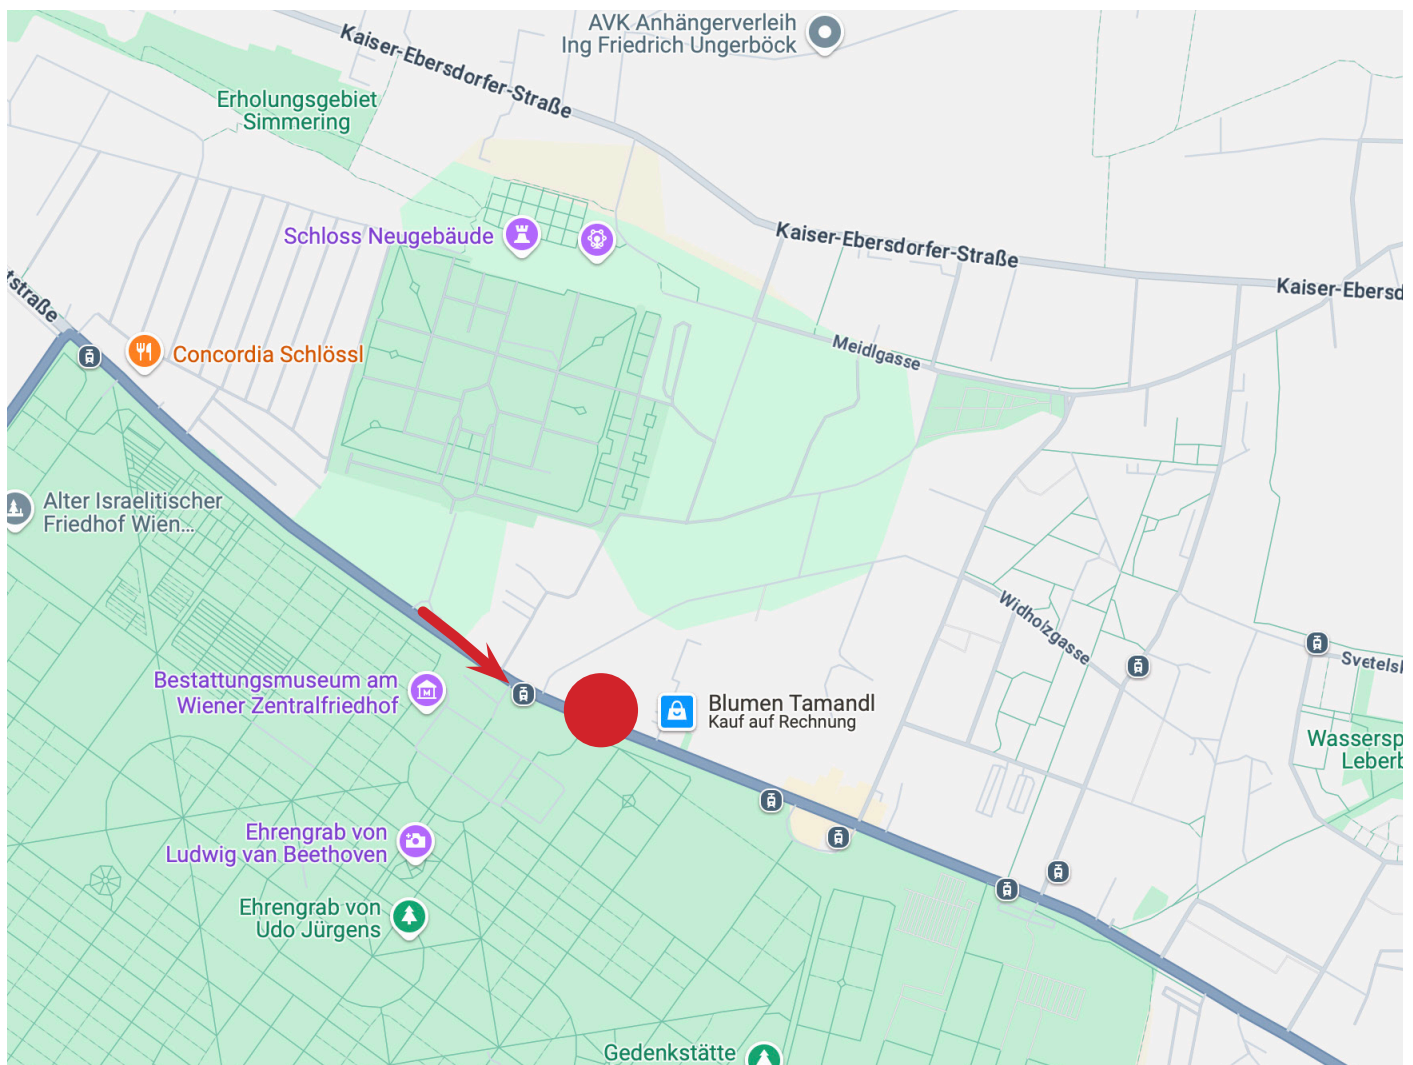 AVK Anhängerverleih
Ing Friedrich Ungerböck
Kaiser-Ebersdorfer-Straße
Erholungsgebiet
Simmering
Schloss Neugebäude
Kaiser-Ebersdorfer-Straße
Kaiser-Ebersd
tstraße
Concordia Schlössl
Meidlgasse
Alter Israelitischer
Friedhof Wien...
Widholzgasse
Svetelsk
Bestattungsmuseum am
Wiener Zentralfriedhof
Blumen Tamandl
Kauf auf Rechnung
Wassersp
Leberb
Ehrengrab von
Ludwig van Beethoven
Ehrengrab von
Udo Jürgens
Gedenkstätte